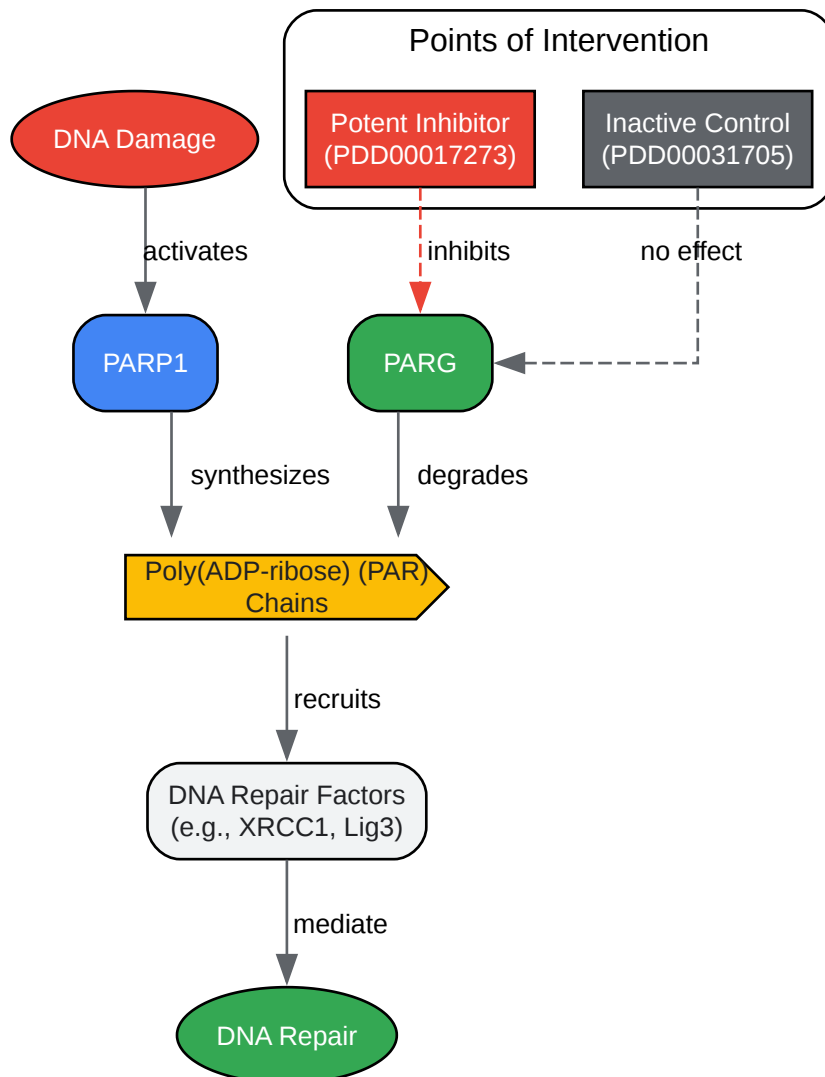 Points of Intervention
DNA Damage
Potent Inhibitor
(PDD00017273)
Inactive Control
(PDD00031705)
activates
inhibits
no effect
PARP1
PARG
synthesizes
degrades
Poly(ADP-ribose) (PAR)
Chains
recruits
DNA Repair Factors
(e.g., XRCC1, Lig3)
mediate
DNA Repair